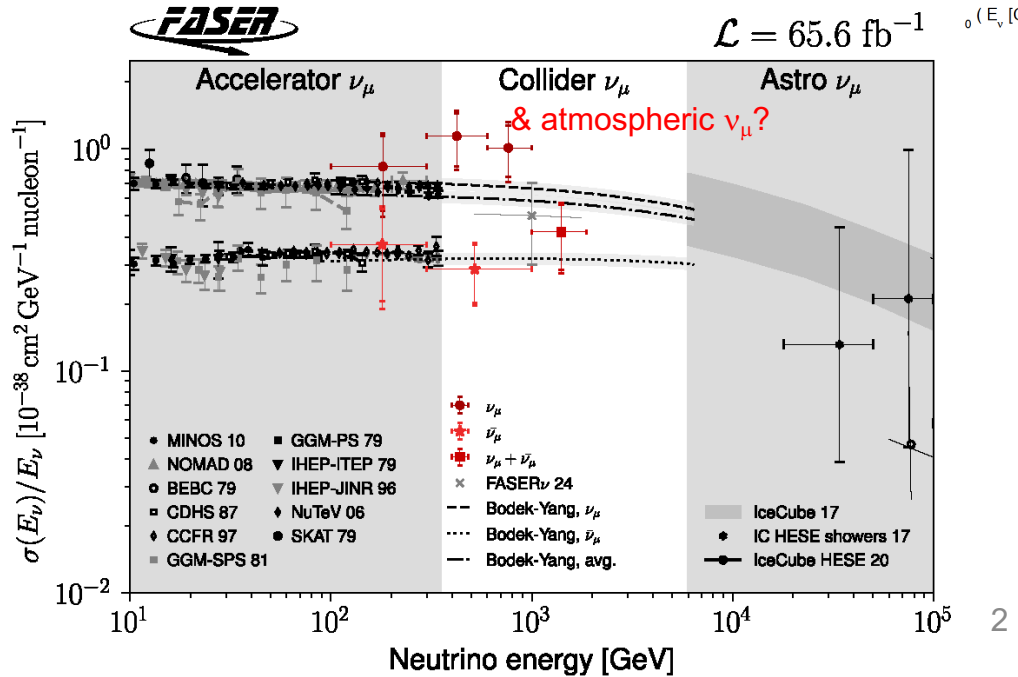 FASER
ℒ = 65.6 fb⁻¹
₀ ( E_ν [
Accelerator ν_μ
Collider ν_μ
Astro ν_μ
& atmospheric ν_μ?
σ(E_ν)/E_ν [10⁻³⁸ cm² GeV⁻¹ nucleon⁻¹]
10⁰
10⁻¹
10⁻²
MINOS 10
NOMAD 08
BEBC 79
CDHS 87
CCFR 97
GGM-SPS 81
GGM-PS 79
IHEP-ITEP 79
IHEP-JINR 96
NuTeV 06
SKAT 79
ν_μ
ν̄_μ
ν_μ + ν̄_μ
FASERν 24
Bodek-Yang, ν_μ
Bodek-Yang, ν̄_μ
Bodek-Yang, avg.
IceCube 17
IC HESE showers 17
IceCube HESE 20
10¹
10²
10³
10⁴
10⁵
2
Neutrino energy [GeV]